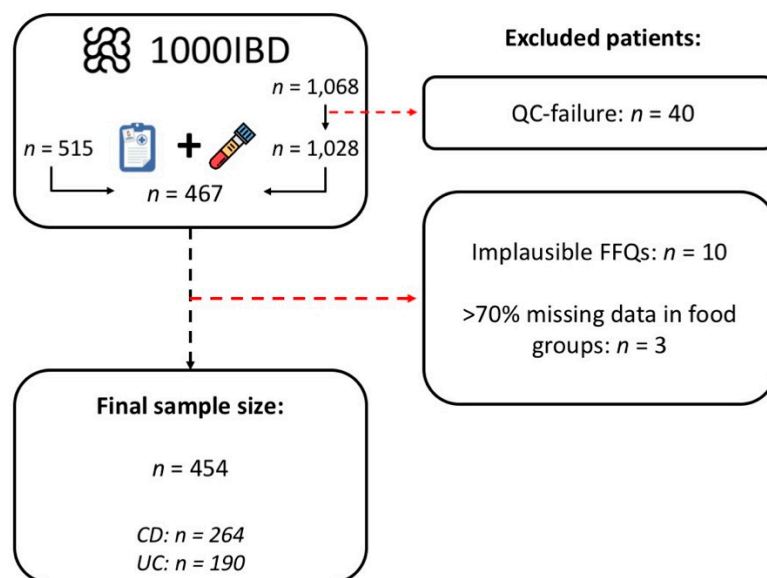 1000IBD
n = 1,068
n = 515
n = 1,028
n = 467
Excluded patients:
QC-failure: n = 40
Implausible FFQs: n = 10
>70% missing data in food
groups: n = 3
Final sample size:
n = 454
CD: n = 264
UC: n = 190